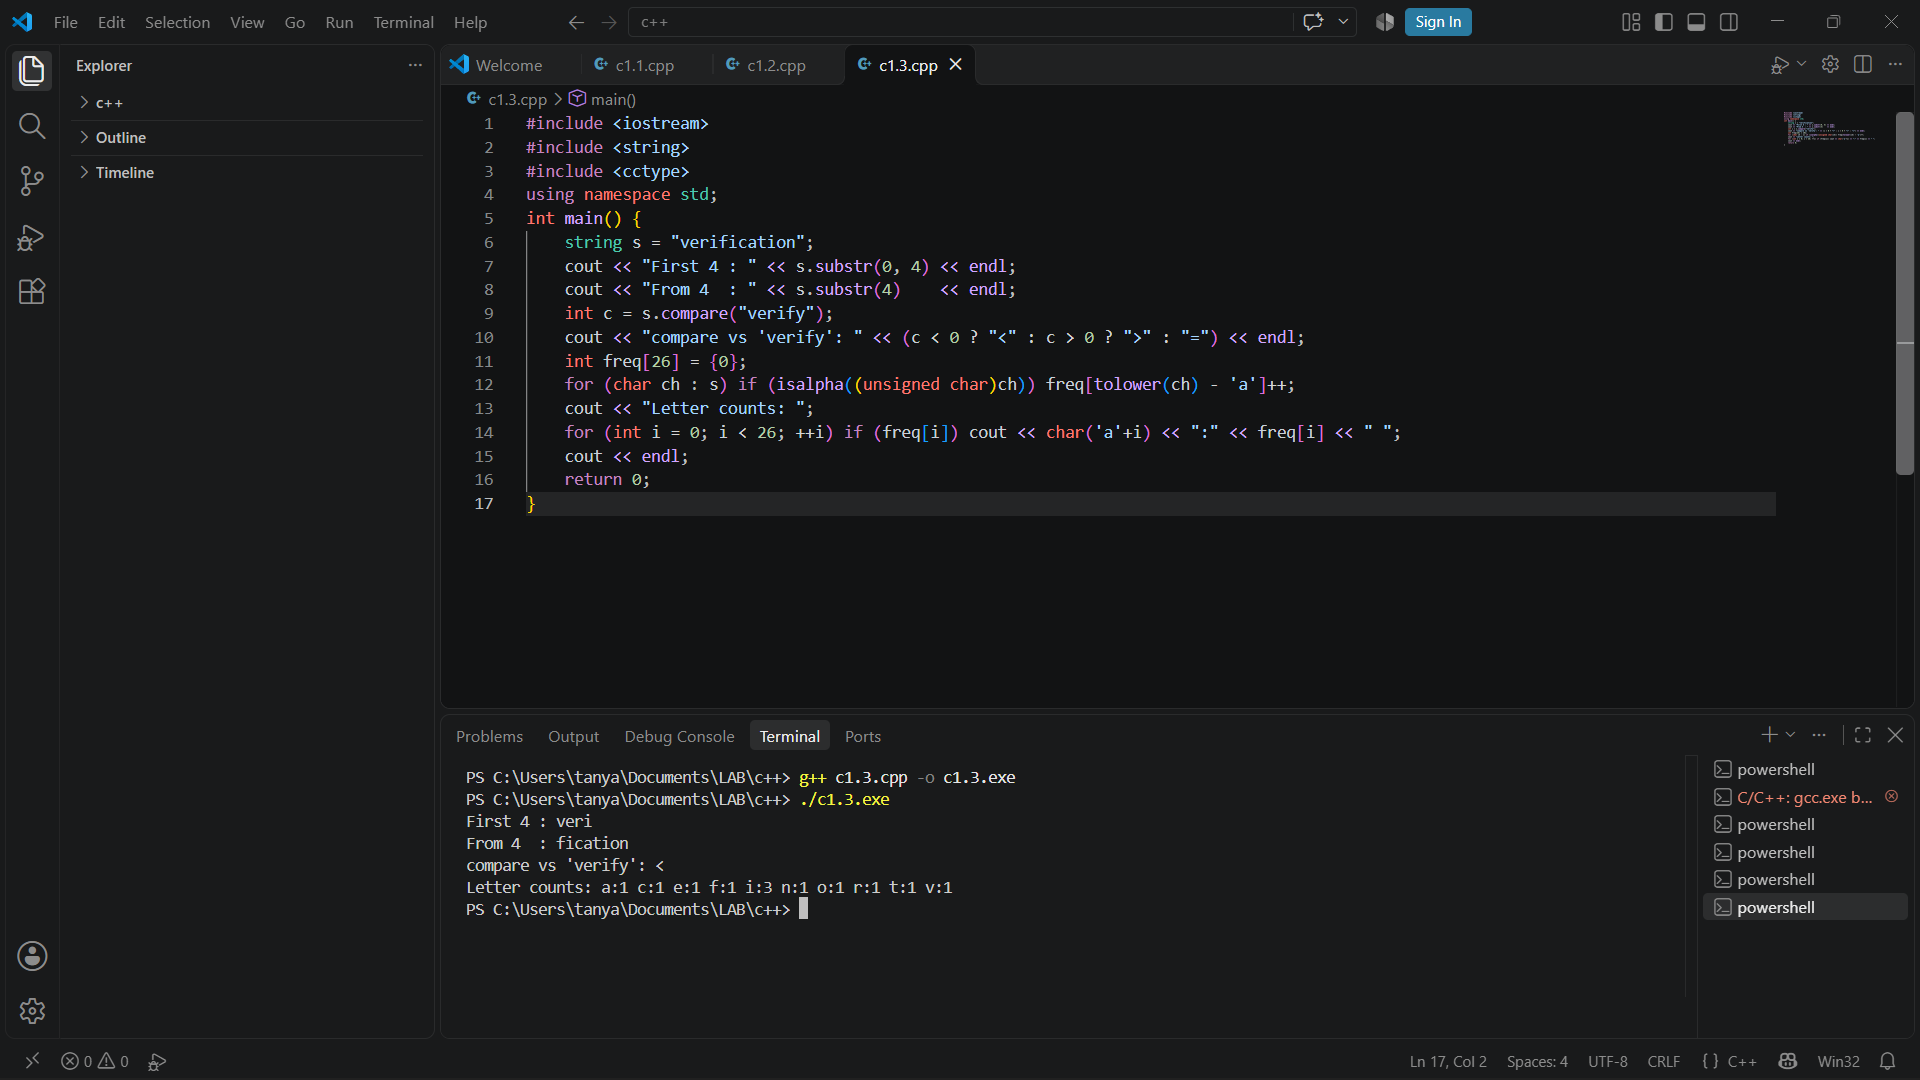 File Edit Selection View Go Run Terminal Help
c++
Sign In
Explorer
c++
Outline
Timeline
Welcome c1.1.cpp c1.2.cpp c1.3.cpp
c1.3.cpp > main()
1 #include <iostream>
2 #include <string>
3 #include <cctype>
4 using namespace std;
5 int main() {
6 string s = "verification";
7 cout << "First 4 : " << s.substr(0, 4) << endl;
8 cout << "From 4  : " << s.substr(4)    << endl;
9 int c = s.compare("verify");
10 cout << "compare vs 'verify': " << (c < 0 ? "<" : c > 0 ? ">" : "=") << endl;
11 int freq[26] = {0};
12 for (char ch : s) if (isalpha((unsigned char)ch)) freq[tolower(ch) - 'a']++;
13 cout << "Letter counts: ";
14 for (int i = 0; i < 26; ++i) if (freq[i]) cout << char('a'+i) << ":" << freq[i] << " ";
15 cout << endl;
16 return 0;
17 }
Problems Output Debug Console Terminal Ports
PS C:\Users\tanya\Documents\LAB\c++> g++ c1.3.cpp -o c1.3.exe
PS C:\Users\tanya\Documents\LAB\c++> ./c1.3.exe
First 4 : veri
From 4  : fication
compare vs 'verify': <
Letter counts: a:1 c:1 e:1 f:1 i:3 n:1 o:1 r:1 t:1 v:1
PS C:\Users\tanya\Documents\LAB\c++>
powershell
C/C++: gcc.exe b...
powershell
powershell
powershell
powershell
0 0
Ln 17, Col 2 Spaces: 4 UTF-8 CRLF {} C++ Win32